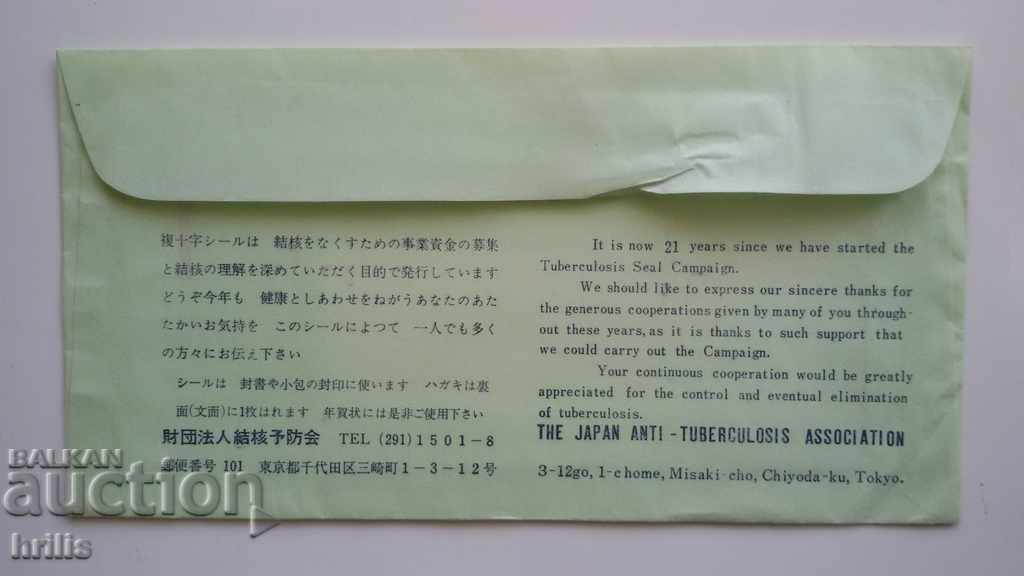 複十字シールは 結核をなくすための事業資金の募集
と結核の理解を深めていただく目的で発行しています
どうぞ今年も 健康としあわせをねがうあなたのあた
たかいお気持を このシールによつて 一人でも多く
の方々にお伝え下さい
シールは 封書や小包の封印に使います ハガキは裏
面(文面)に1枚はれます 年賀状には是非ご使用下さい
財団法人結核予防会 TEL (291) 1501-8
郵便番号 101 東京都千代田区三崎町1-3-12号
It is now 21 years since we have started the
Tuberculosis Seal Campaign.
We should like to express our sincere thanks for
the generous cooperations given by many of you through-
out these years, as it is thanks to such support that
we could carry out the Campaign.
Your continuous cooperation would be greatly
appreciated for the control and eventual elimination
of tuberculosis.
THE JAPAN ANTI-TUBERCULOSIS ASSOCIATION
3-12go, 1-chome, Misaki-cho, Chiyoda-ku, Tokyo.
BALKAN
auction
hrilis